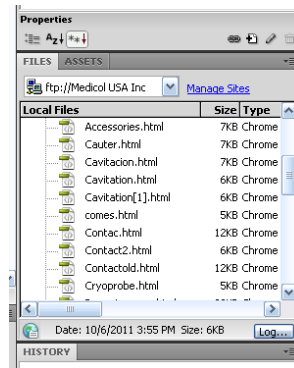 Properties
FILES ASSETS
ftp://Medicol USA Inc Manage Sites
Local Files Size Type
Accessories.html 7KB Chrome
Cauter.html 7KB Chrome
Cavitacion.html 7KB Chrome
Cavitation.html 6KB Chrome
Cavitation[1].html 6KB Chrome
comes.html 5KB Chrome
Contac.html 12KB Chrome
Contact2.html 6KB Chrome
Contactold.html 12KB Chrome
Cryoprobe.html 5KB Chrome
Date: 10/6/2011 3:55 PM Size: 6KB Log...
HISTORY